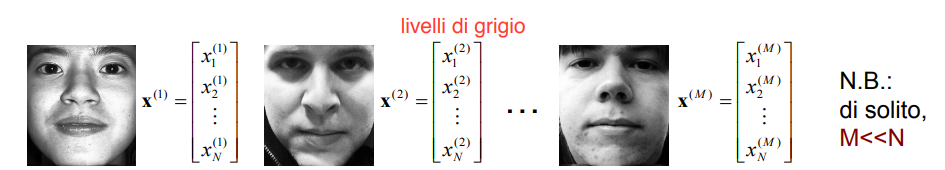 livelli di grigio
x^{(1)} = [x_1^{(1)} x_2^{(1)} ⋮ x_N^{(1)}]
x^{(2)} = [x_1^{(2)} x_2^{(2)} ⋮ x_N^{(2)}]
...
x^{(M)} = [x_1^{(M)} x_2^{(M)} ⋮ x_N^{(M)}]
N.B.:
di solito,
M<<N